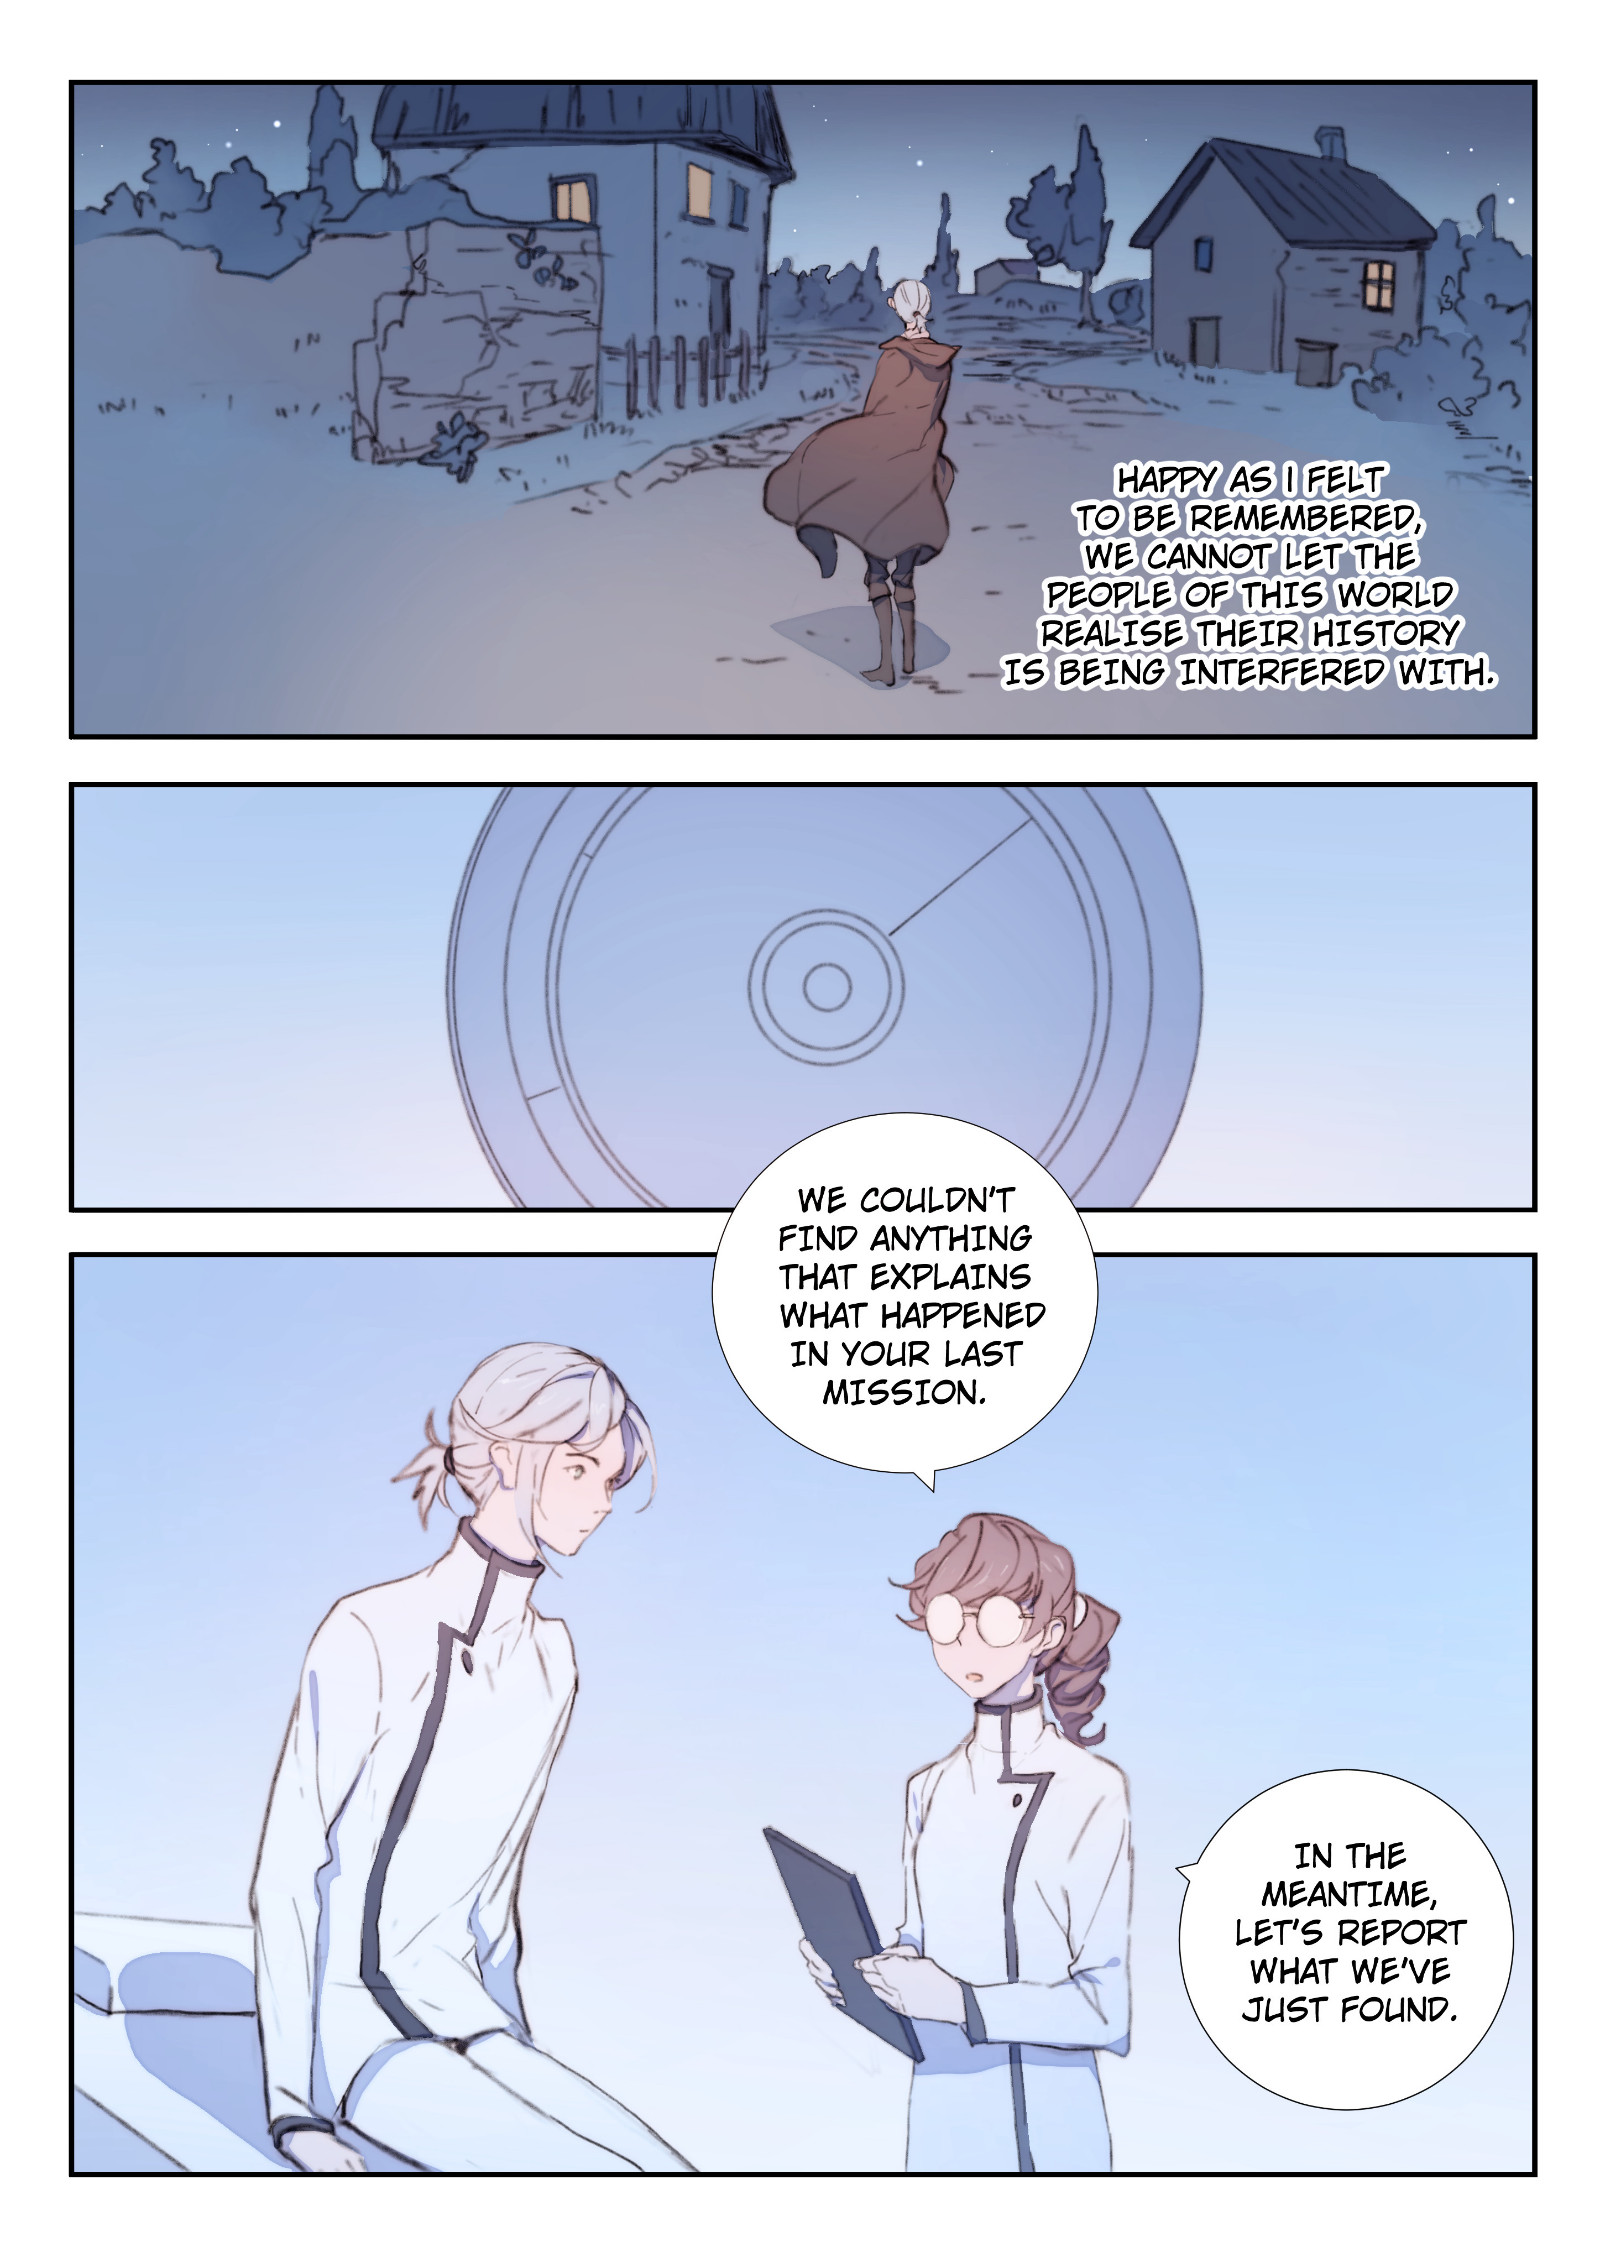 HAPPY AS I FELT
TO BE REMEMBERED,
WE CANNOT LET THE
PEOPLE OF THIS WORLD
REALISE THEIR HISTORY
IS BEING INTERFERED WITH.
WE COULDN'T
FIND ANYTHING
THAT EXPLAINS
WHAT HAPPENED
IN YOUR LAST
MISSION.
IN THE
MEANTIME,
LET'S REPORT
WHAT WE'VE
JUST FOUND.